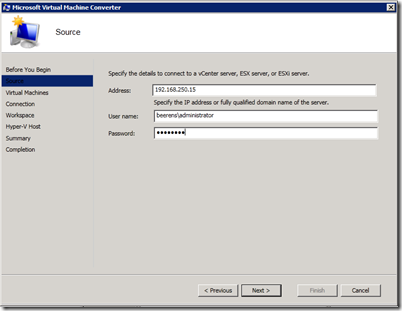 Microsoft Virtual Machine Converter
Source
Before You Begin
Source
Virtual Machines
Connection
Workspace
Hyper-V Host
Summary
Completion
Specify the details to connect to a vCenter server, ESX server, or ESXi server.
Address:
192.168.250.15
Specify the IP address or fully qualified domain name of the server.
User name:
beerens\administrator
Password:
••••••••
< Previous
Next >
Finish
Cancel